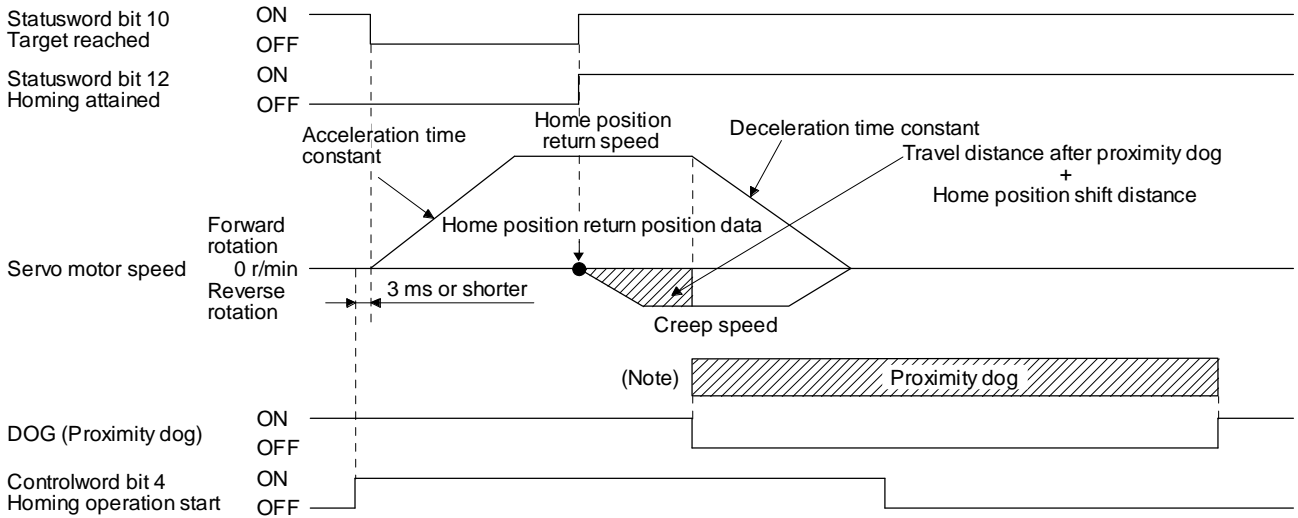 Statusword bit 10
Target reached
ON
OFF
Statusword bit 12
Homing attained
ON
OFF
Acceleration time
constant
Home position
return speed
Deceleration time constant
Travel distance after proximity dog
+
Home position shift distance
Home position return position data
Servo motor speed
Forward
rotation
0 r/min
Reverse
rotation
3 ms or shorter
Creep speed
(Note)
Proximity dog
DOG (Proximity dog)
ON
OFF
Controlword bit 4
Homing operation start
ON
OFF